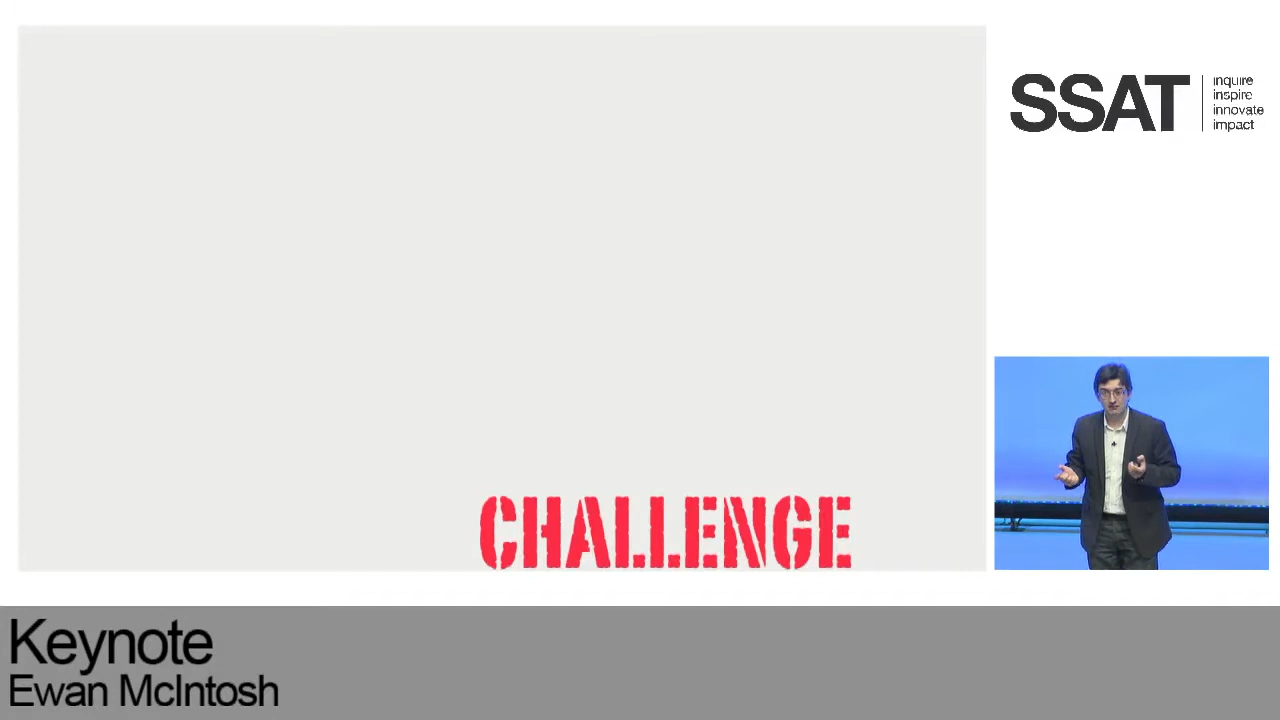 SSAT
inquire
inspire
innovate
impact
CHALLENGE
Keynote
Ewan McIntosh